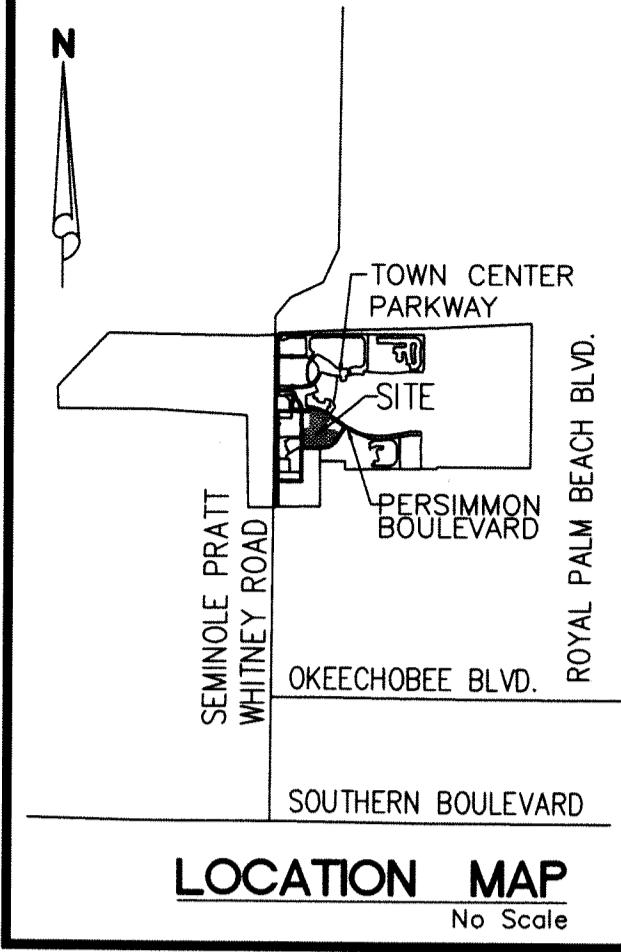 N
TOWN CENTER
PARKWAY
SITE
PERSIMMON
BOULEVARD
ROYAL PALM BEACH BLVD.
SEMINOLE PRATT
WHITNEY ROAD
OKEECHOBEE BLVD.
SOUTHERN BOULEVARD
LOCATION MAP
No Scale